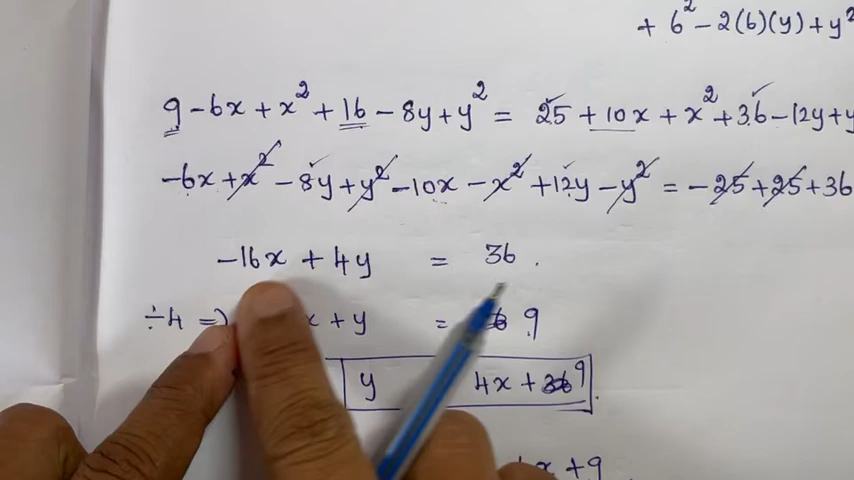 + 6² - 2(6)(y) + y²
9 - 6x + x² + 16 - 8y + y² = 25 + 10x + x² + 36 - 12y + y
-6x + x² - 8y + y² - 10x - x² + 12y - y² = - 25 + 25 + 36
-16x + 4y = 36.
÷4 ⇒ x + y = 9
y 4x + 9
x + 9